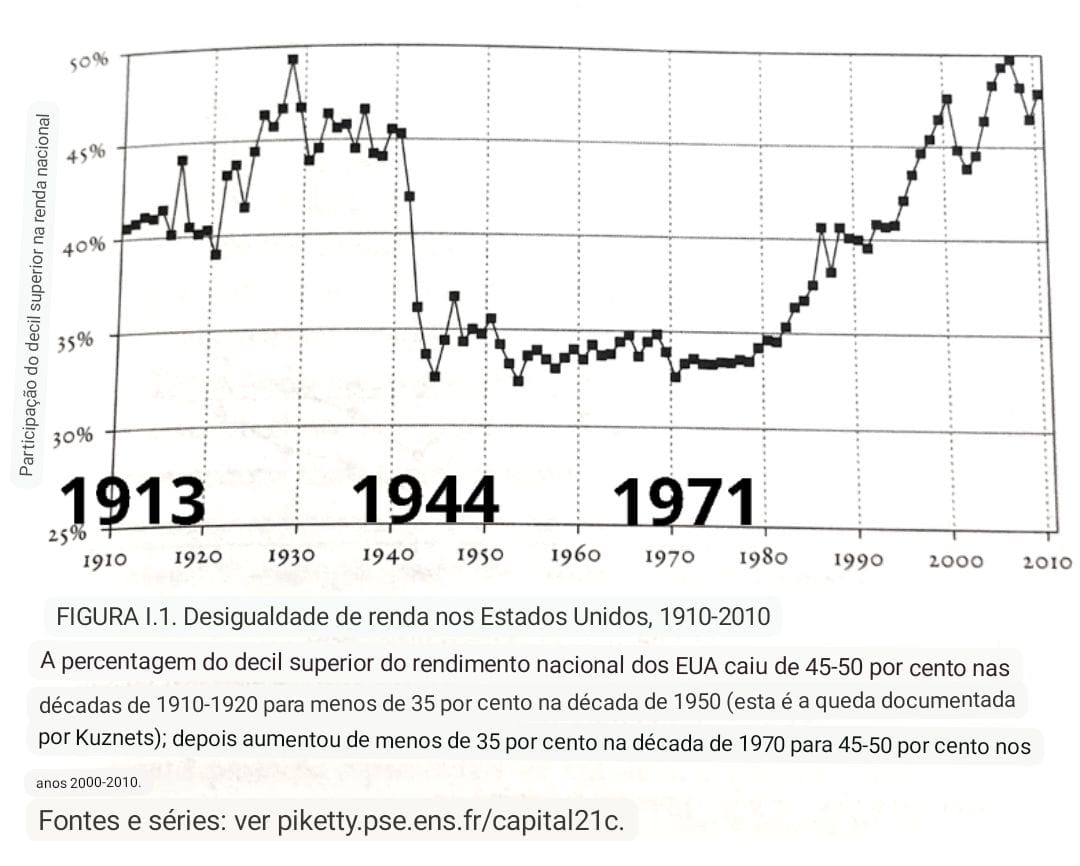 50%
45%
40%
35%
30%
25%
Participação do decil superior na renda nacional
1913
1944
1971
1910
1920
1930
1940
1950
1960
1970
1980
1990
2000
2010
FIGURA I.1. Desigualdade de renda nos Estados Unidos, 1910-2010
A percentagem do decil superior do rendimento nacional dos EUA caiu de 45-50 por cento nas
décadas de 1910-1920 para menos de 35 por cento na década de 1950 (esta é a queda documentada
por Kuznets); depois aumentou de menos de 35 por cento na década de 1970 para 45-50 por cento nos
anos 2000-2010.
Fontes e séries: ver piketty.pse.ens.fr/capital21c.